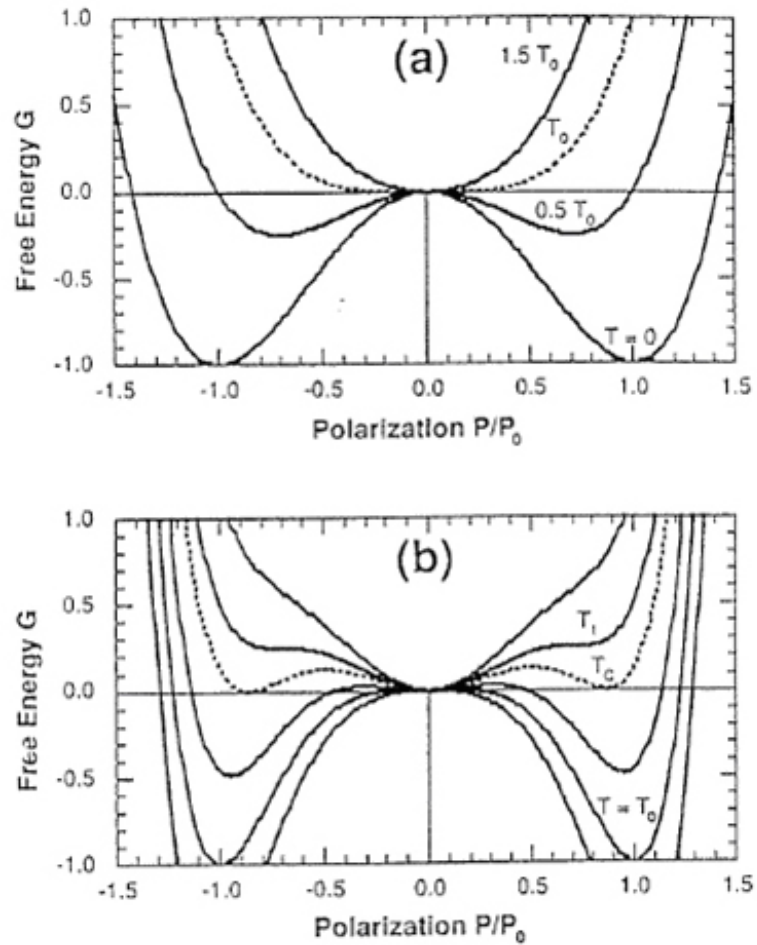 (a)
1.5 T₀
T₀
0.5 T₀
T = 0
Free Energy G
1.0
0.5
0.0
-0.5
-1.0
-1.5 -1.0 -0.5 0.0 0.5 1.0 1.5
Polarization P/P₀
(b)
T₁
T_C
T = T₀
Free Energy G
1.0
0.5
0.0
-0.5
-1.0
-1.5 -1.0 -0.5 0.0 0.5 1.0 1.5
Polarization P/P₀